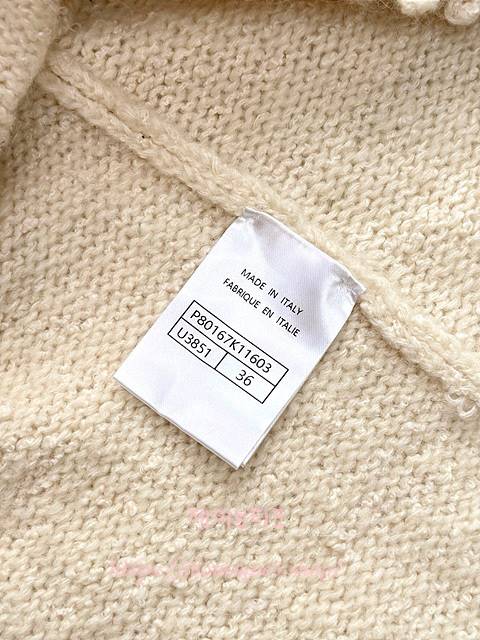 MADE IN ITALY
FABRIQUE EN ITALIE
P80167K11603
U3851 36